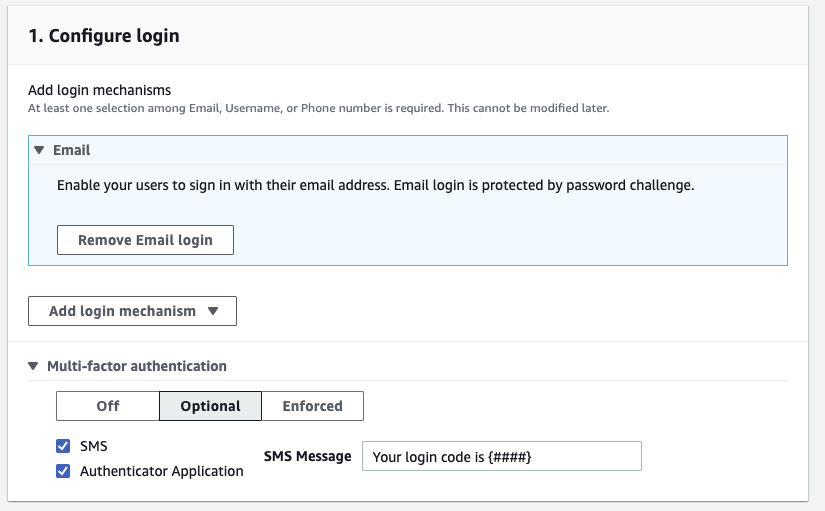 1. Configure login
Add login mechanisms
At least one selection among Email, Username, or Phone number is required. This cannot be modified later.
Email
Enable your users to sign in with their email address. Email login is protected by password challenge.
Remove Email login
Add login mechanism
Multi-factor authentication
Off Optional Enforced
SMS
SMS Message Your login code is {####}
Authenticator Application